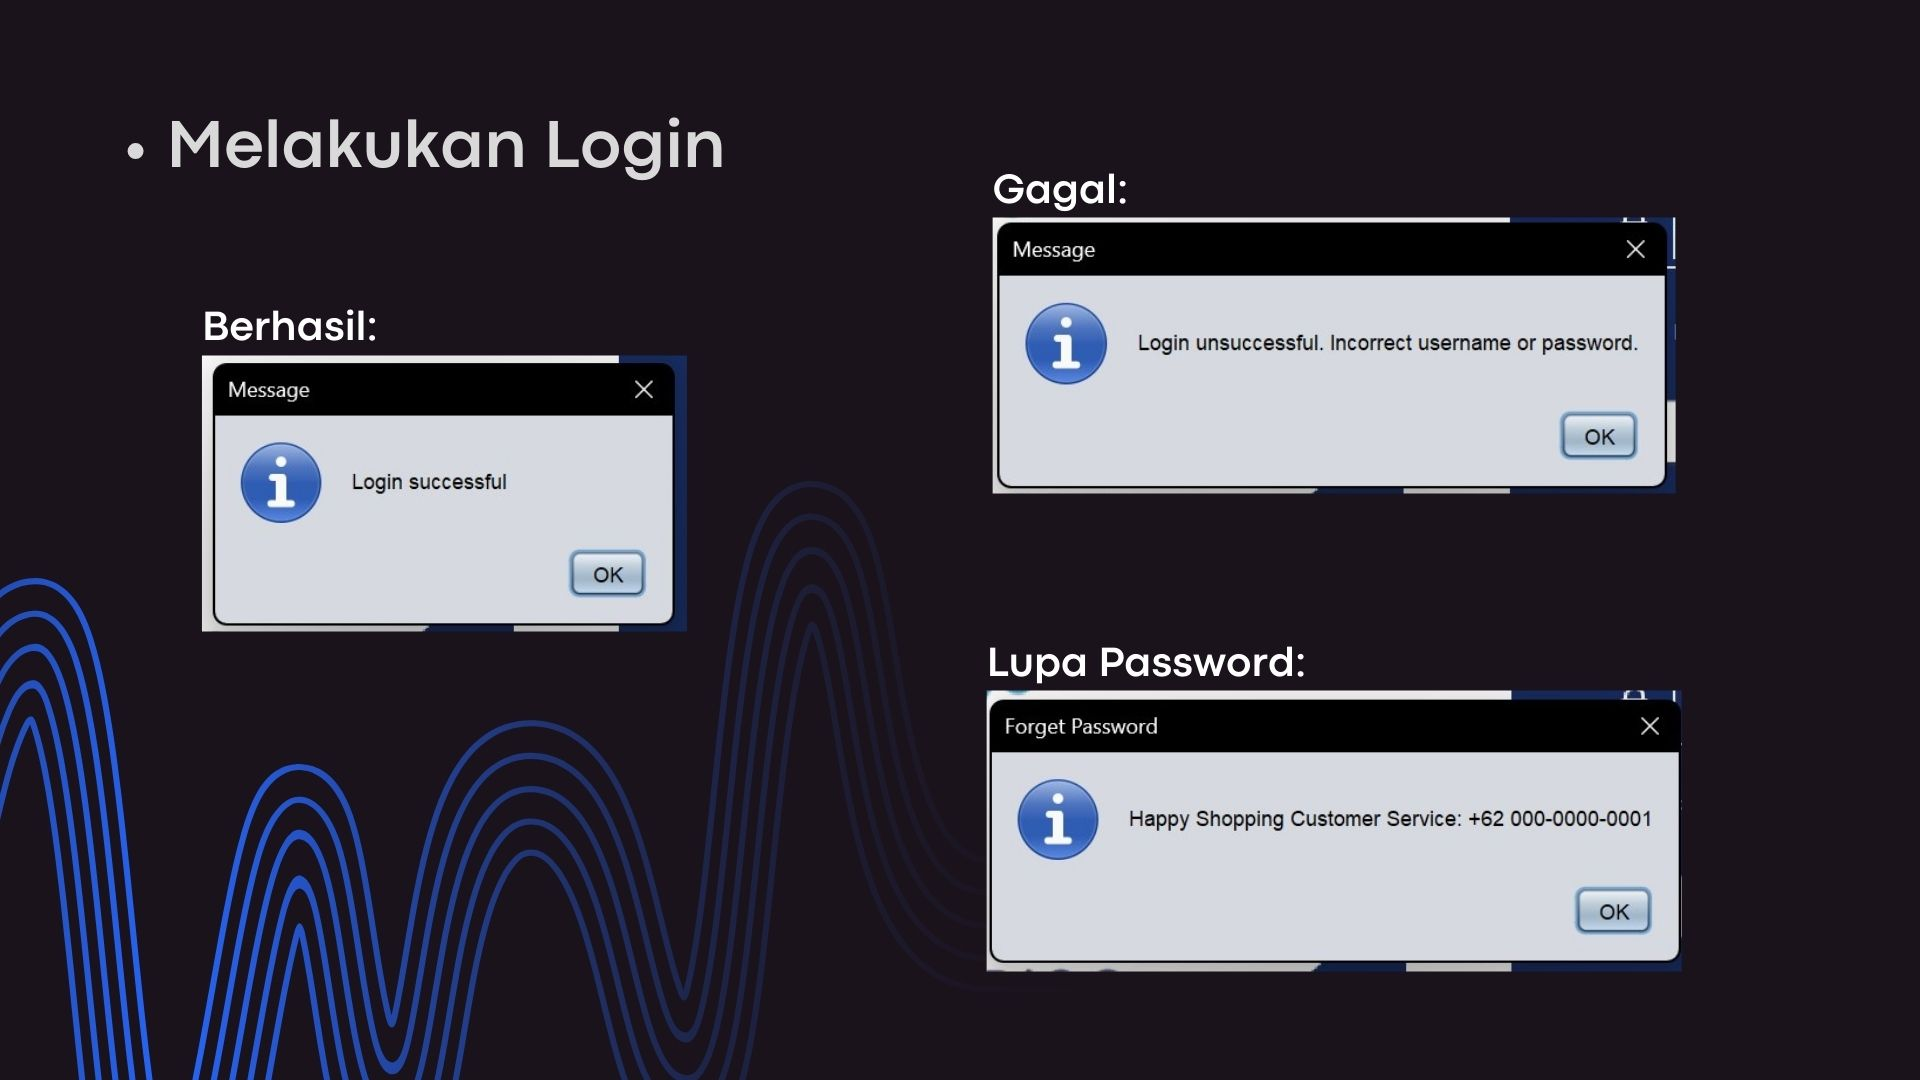 • Melakukan Login
Berhasil:
Message
Login successful
OK
Gagal:
Message
Login unsuccessful. Incorrect username or password.
OK
Lupa Password:
Forget Password
Happy Shopping Customer Service: +62 000-0000-0001
OK